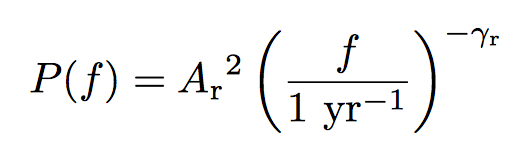 P(f) = A_r^2 (f / 1 yr^{-1})^{-γ_r}